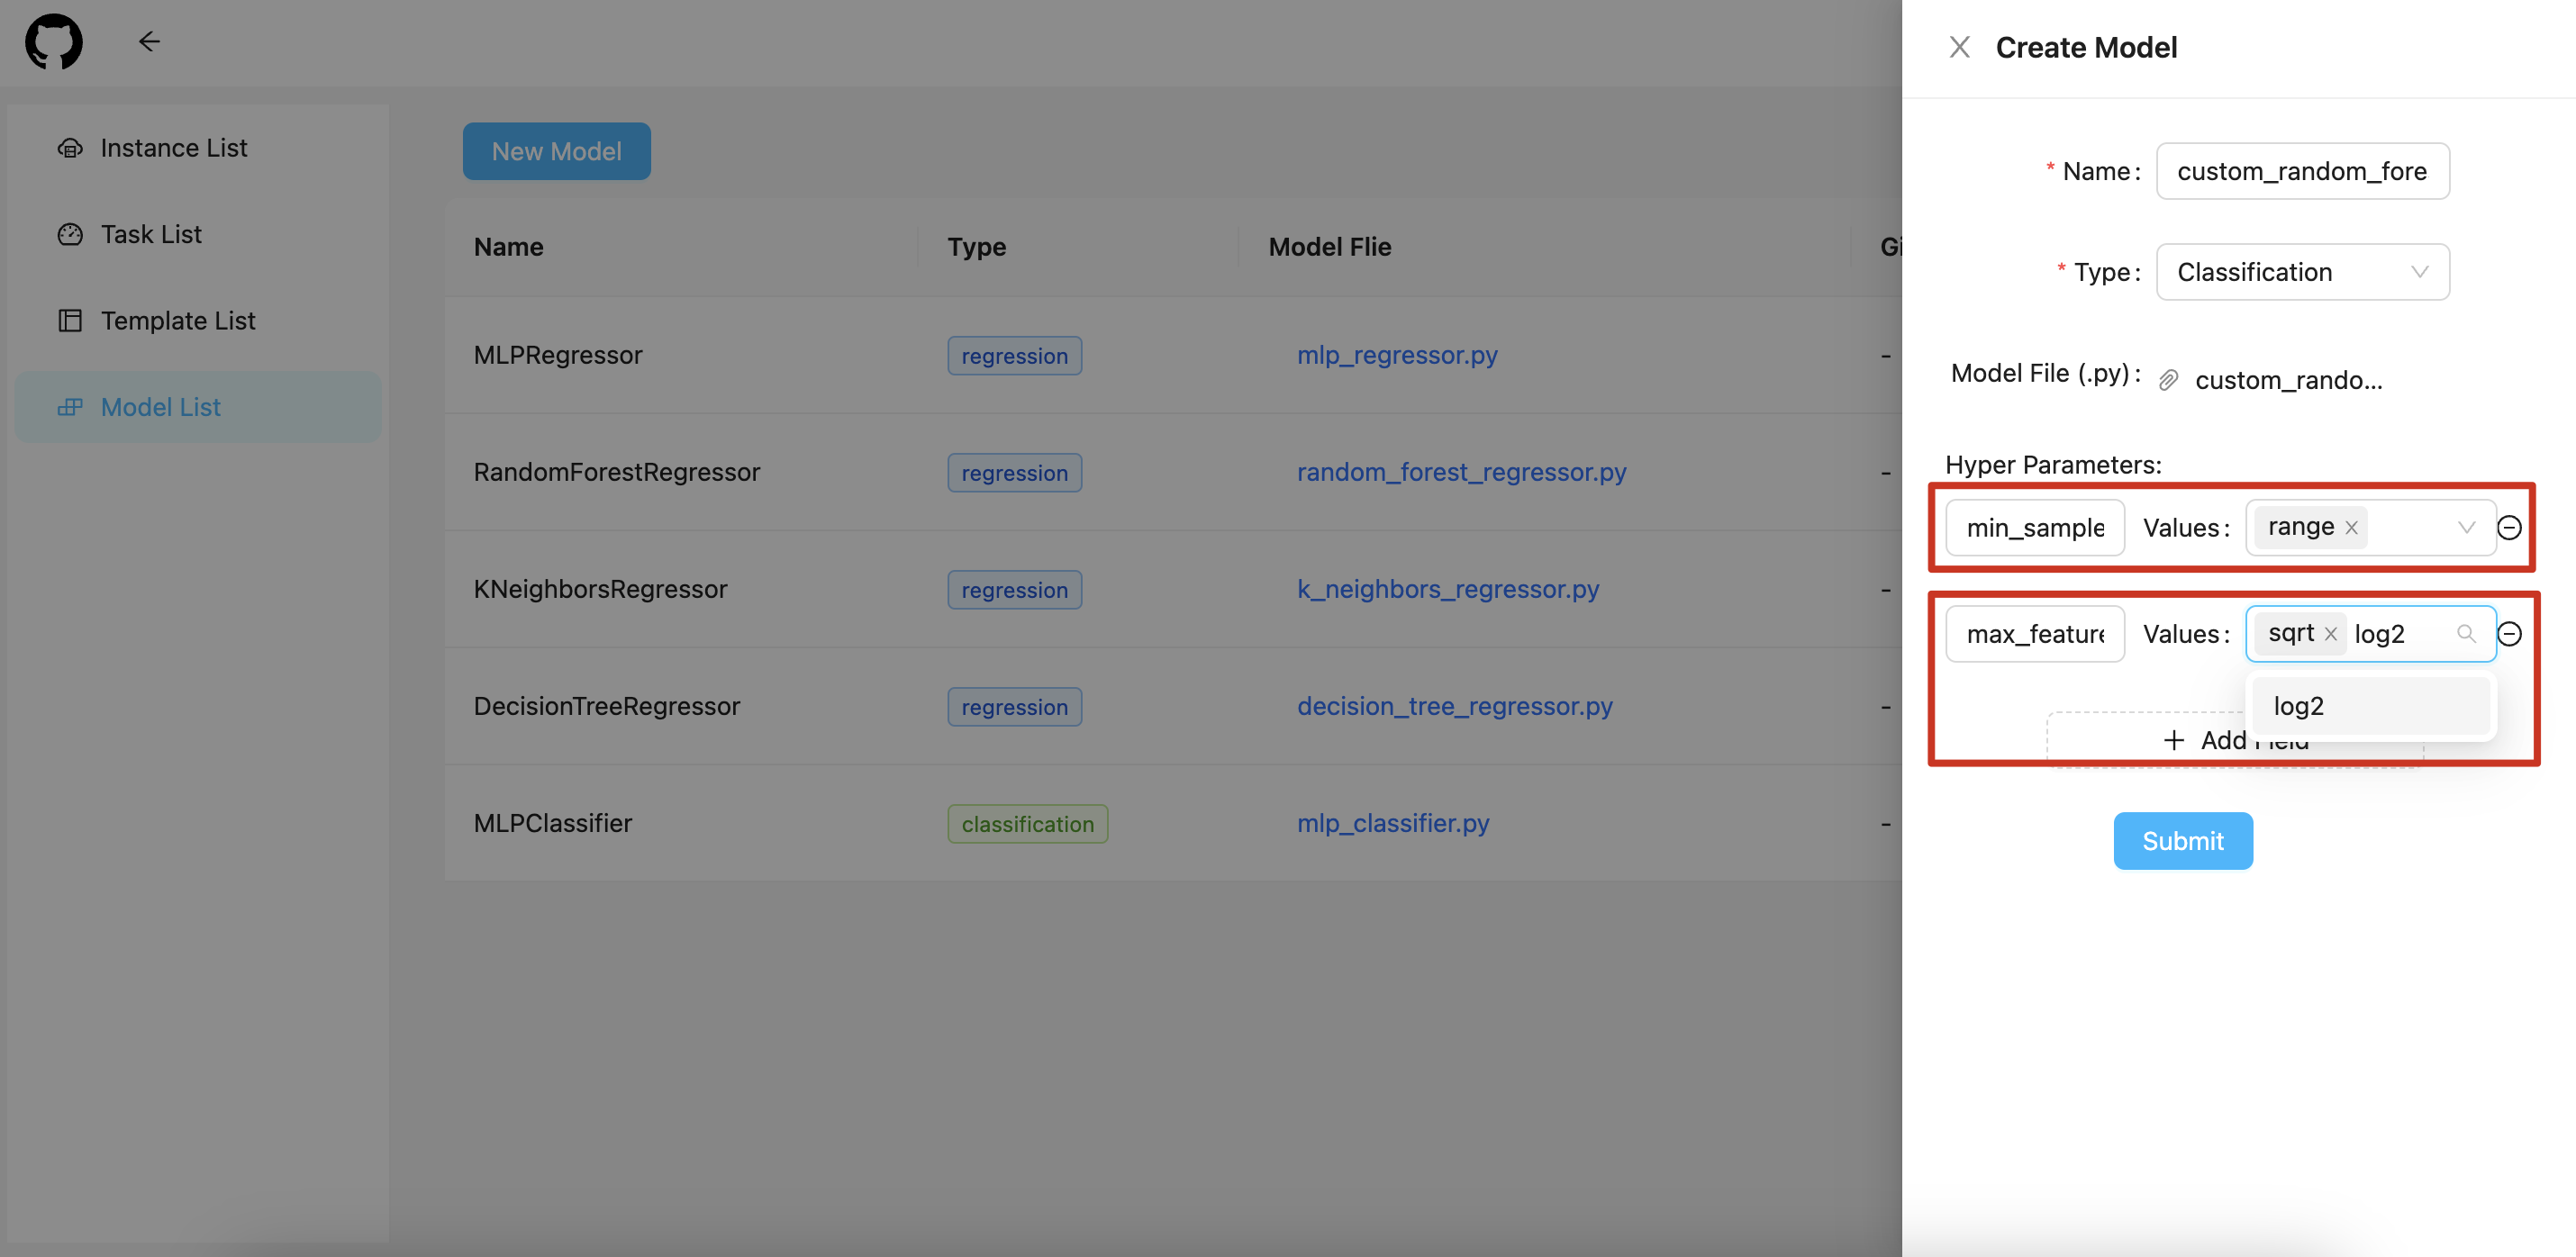 Instance List
Task List
Template List
Model List
New Model
Name Type Model Flie
MLPRegressor regression mlp_regressor.py -
RandomForestRegressor regression random_forest_regressor.py -
KNeighborsRegressor regression k_neighbors_regressor.py -
DecisionTreeRegressor regression decision_tree_regressor.py -
MLPClassifier classification mlp_classifier.py -
Create Model
* Name: custom_random_fore
* Type: Classification
Model File (.py): custom_rando...
Hyper Parameters:
min_sample Values: range
max_feature Values: sqrt log2
log2
+ Add Field
Submit